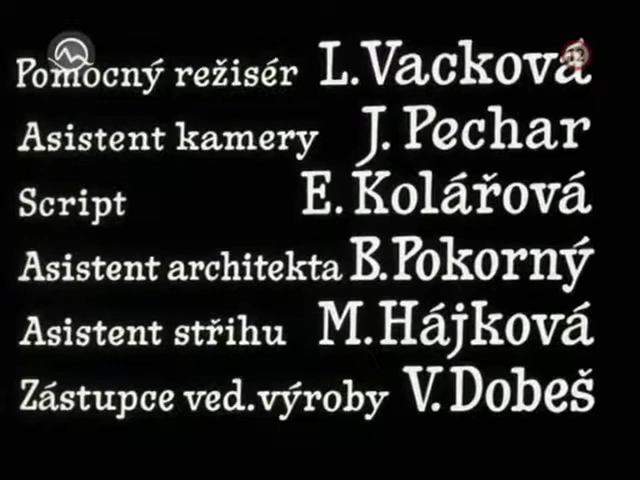 Pomocný režisér L. Vacková
Asistent kamery J. Pechar
Script E. Kolářová
Asistent architekta B. Pokorný
Asistent střihu M. Hájková
Zástupce ved. výroby V. Dobeš